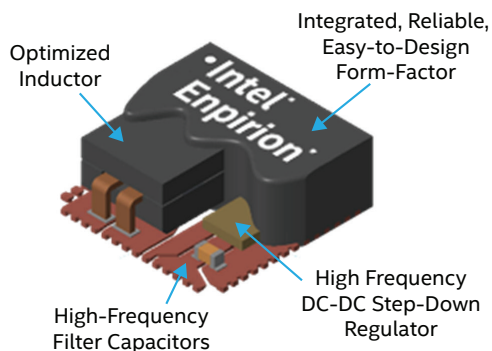 Integrated, Reliable,
Easy-to-Design
Form-Factor
Optimized
Inductor
Intel
Enpirion
High-Frequency
Filter Capacitors
High Frequency
DC-DC Step-Down
Regulator